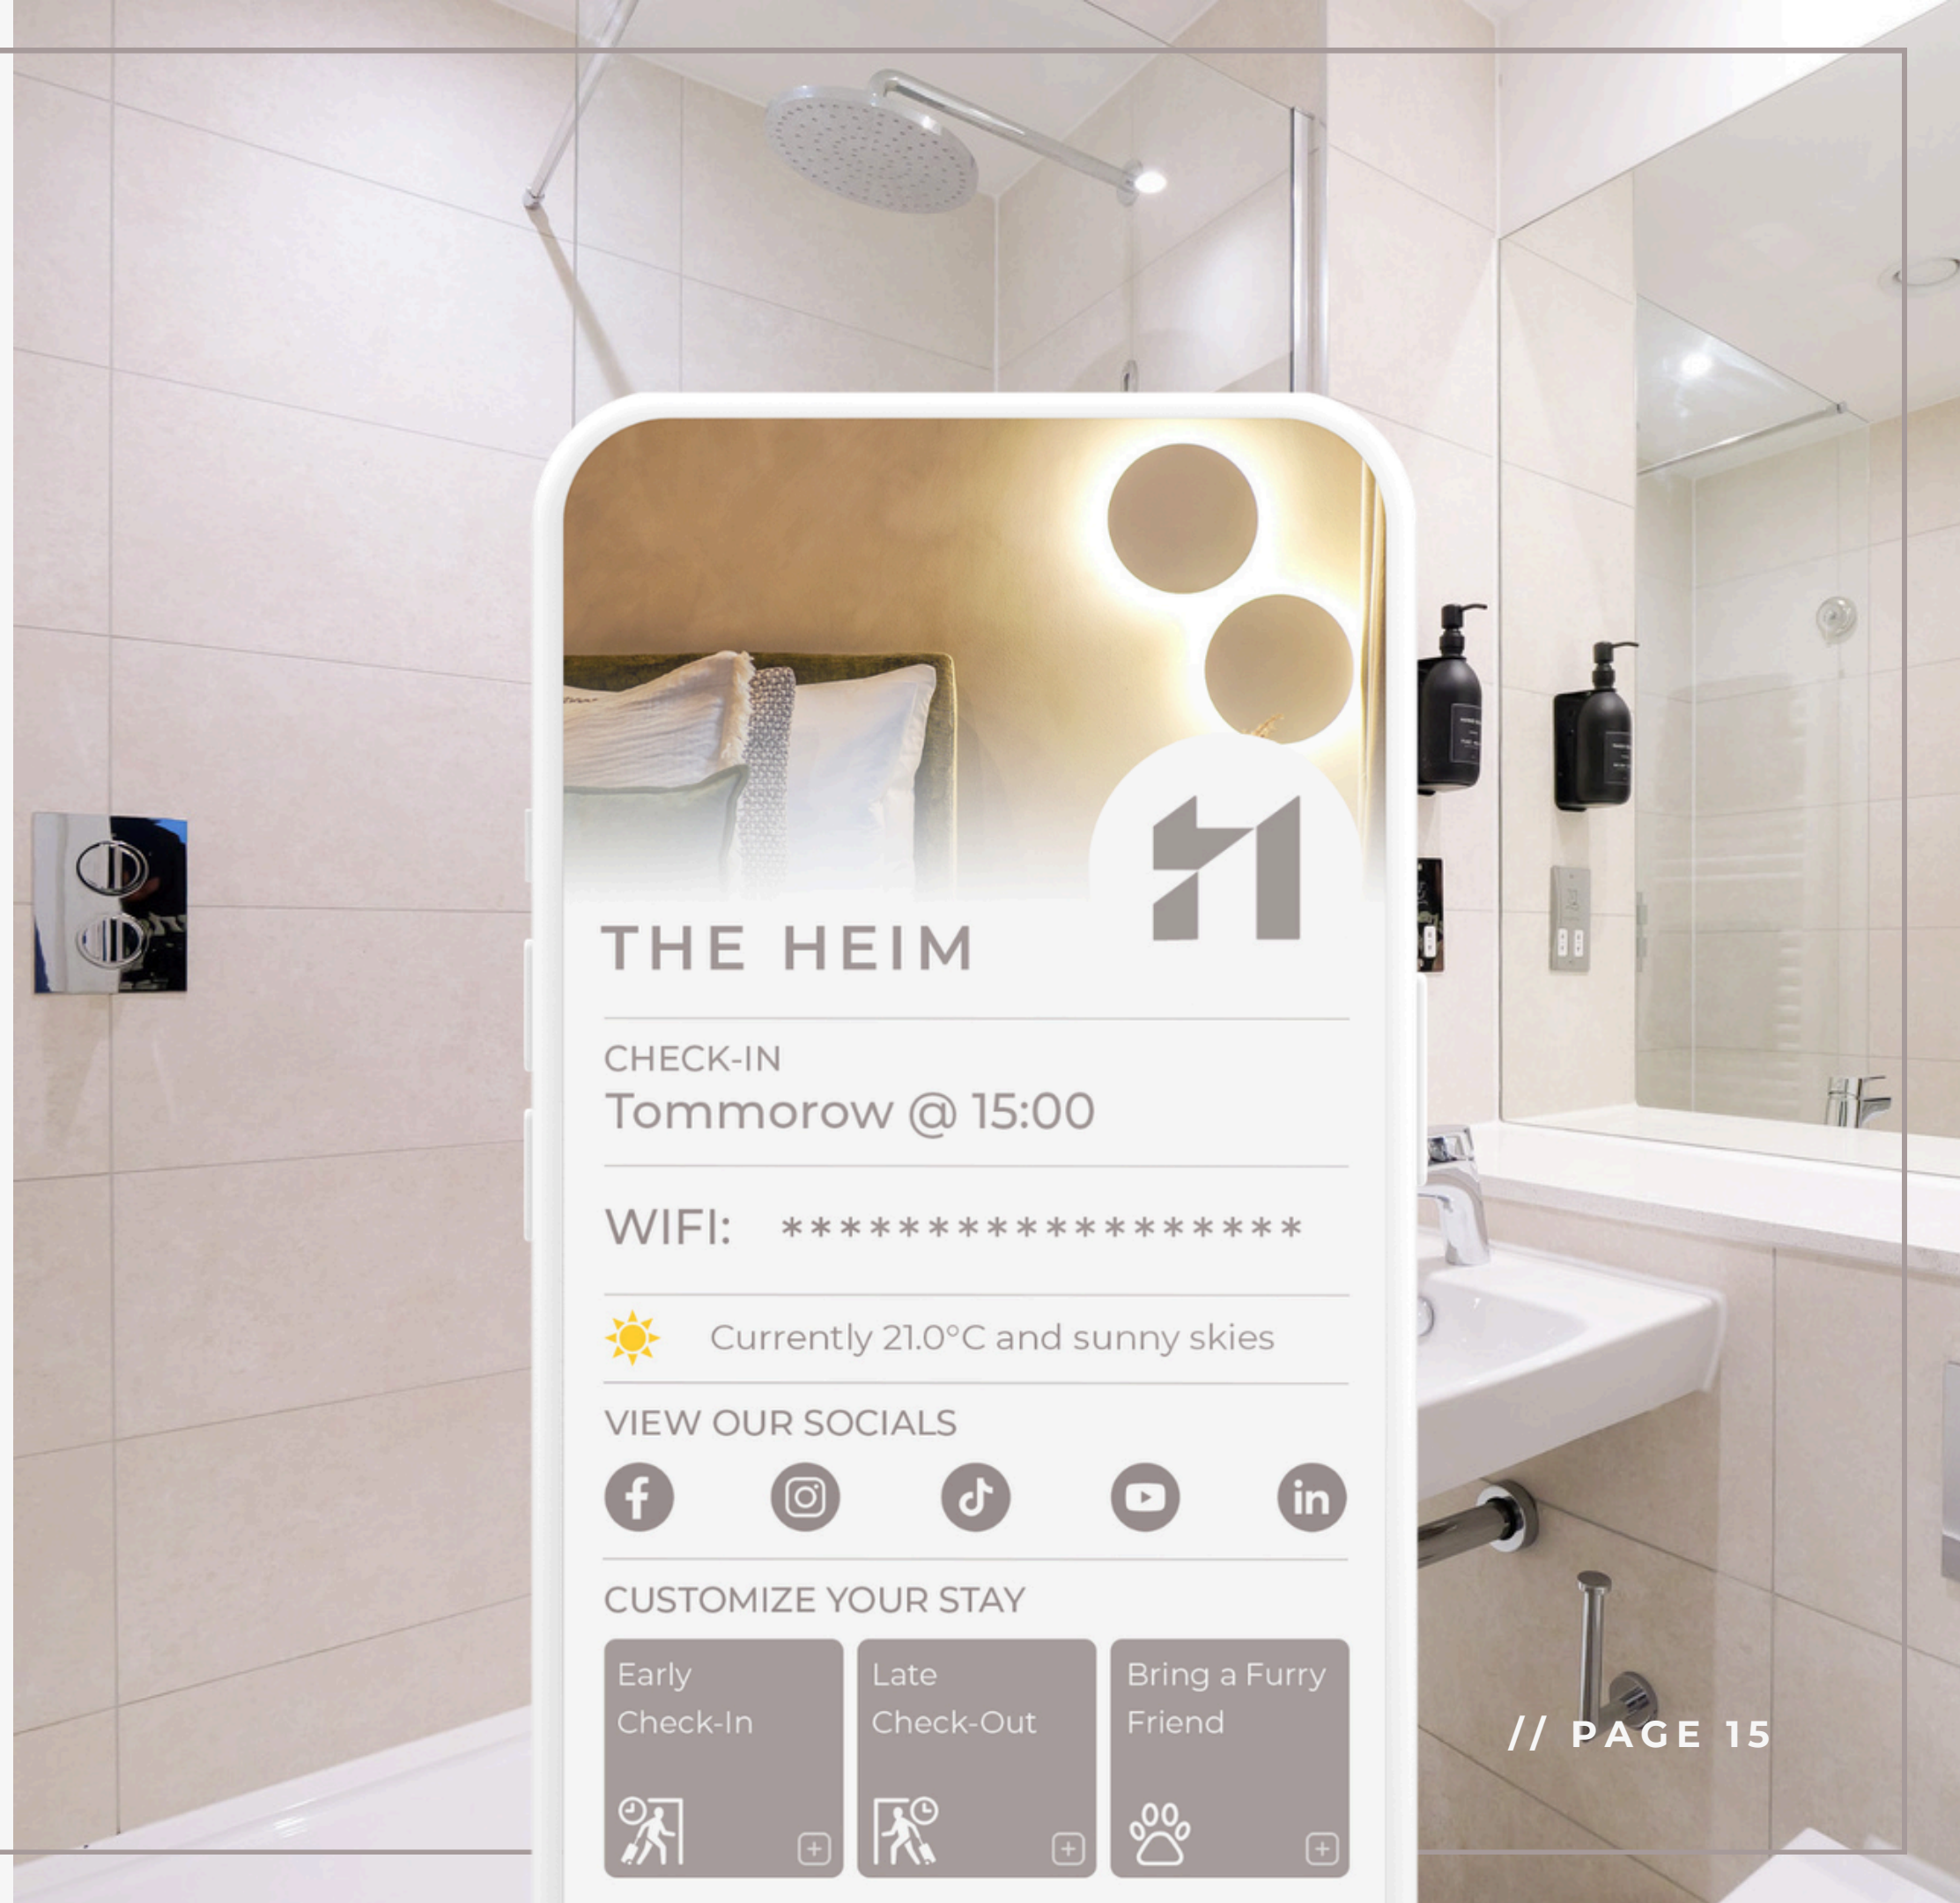 THE HEIM
CHECK-IN
Tommorow @ 15:00
WIFI: ******************
Currently 21.0°C and sunny skies
VIEW OUR SOCIALS
CUSTOMIZE YOUR STAY
Early
Check-In
Late
Check-Out
Bring a Furry
Friend
// PAGE 15